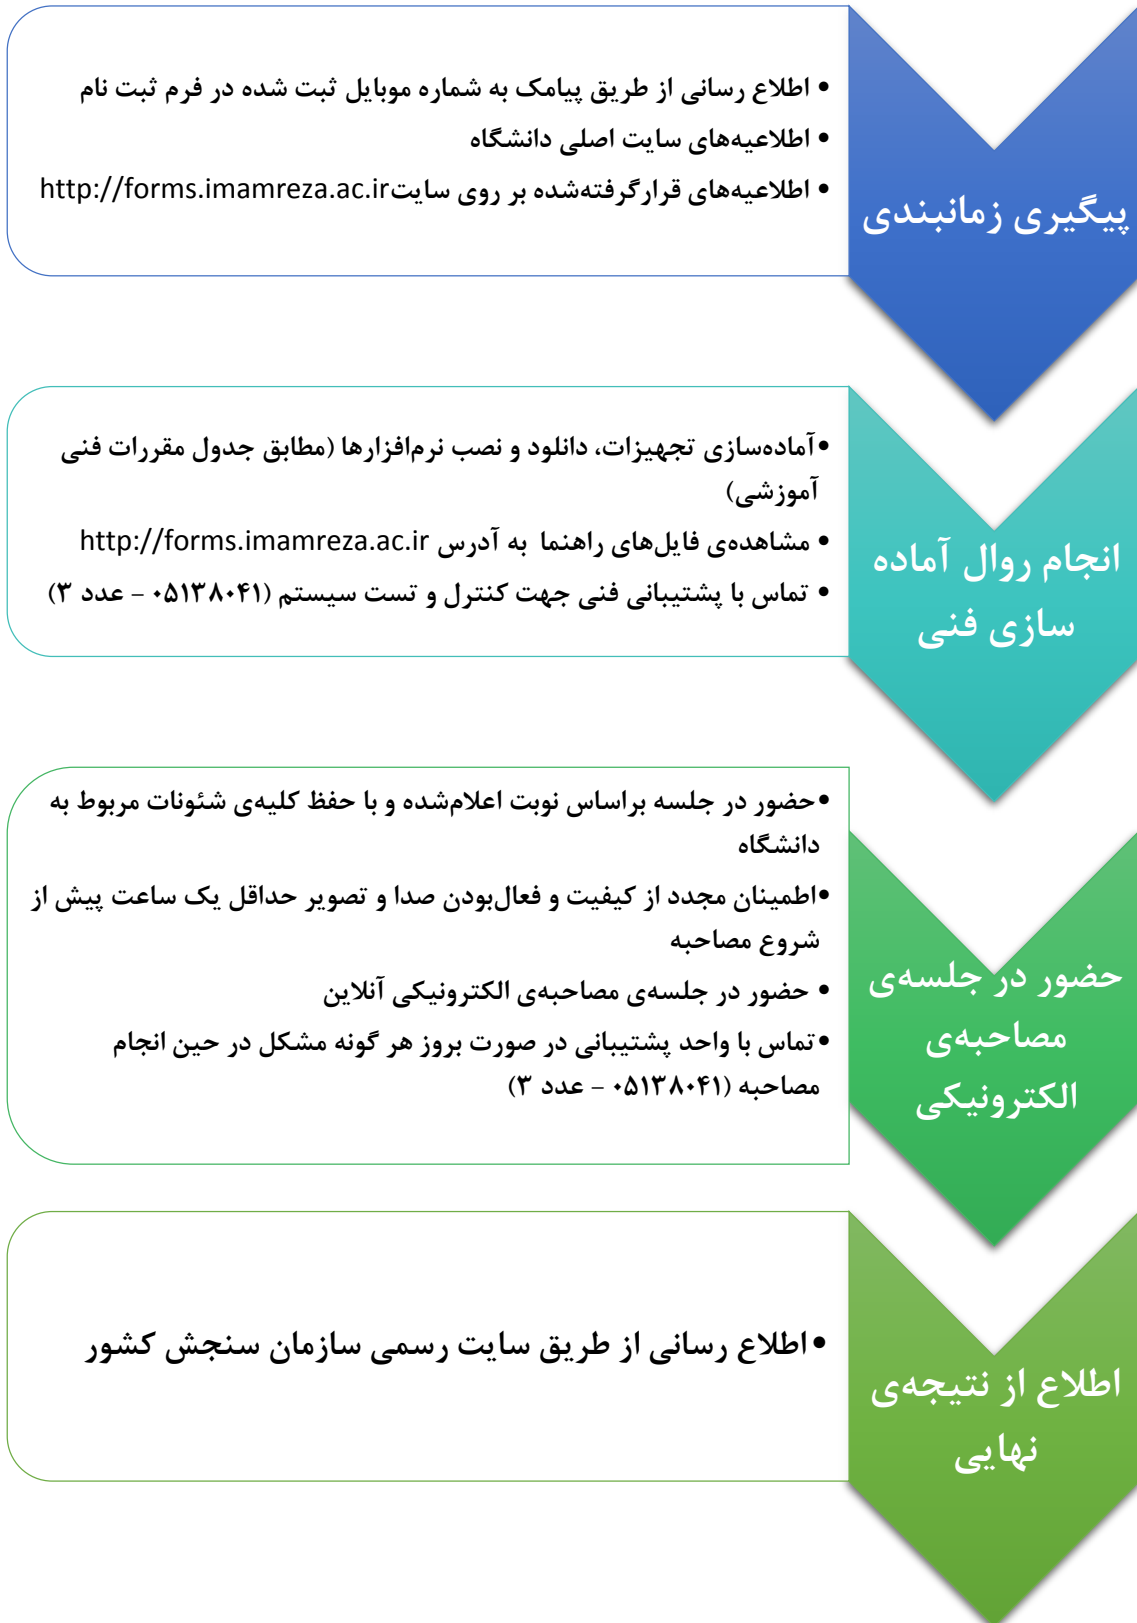 پیگیری زمانبندی
• اطلاع رسانی از طریق پیامک به شماره موبایل ثبت شده در فرم ثبت نام
• اطلاعیه‌های سایت اصلی دانشگاه
• اطلاعیه‌های قرارگرفته‌شده بر روی سایت http://forms.imamreza.ac.ir
انجام روال آماده
سازی فنی
•آماده‌سازی تجهیزات، دانلود و نصب نرم‌افزارها (مطابق جدول مقررات فنی
آموزشی)
• مشاهده‌ی فایل‌های راهنما به آدرس http://forms.imamreza.ac.ir
• تماس با پشتیبانی فنی جهت کنترل و تست سیستم (۰۵۱۳۸۰۴۱ – عدد ۳)
حضور در جلسه‌ی
مصاحبه‌ی
الکترونیکی
•حضور در جلسه براساس نوبت اعلام‌شده و با حفظ کلیه‌ی شئونات مربوط به
دانشگاه
•اطمینان مجدد از کیفیت و فعال‌بودن صدا و تصویر حداقل یک ساعت پیش از
شروع مصاحبه
• حضور در جلسه‌ی مصاحبه‌ی الکترونیکی آنلاین
•تماس با واحد پشتیبانی در صورت بروز هر گونه مشکل در حین انجام
مصاحبه (۰۵۱۳۸۰۴۱ – عدد ۳)
اطلاع از نتیجه‌ی
نهایی
•اطلاع رسانی از طریق سایت رسمی سازمان سنجش کشور